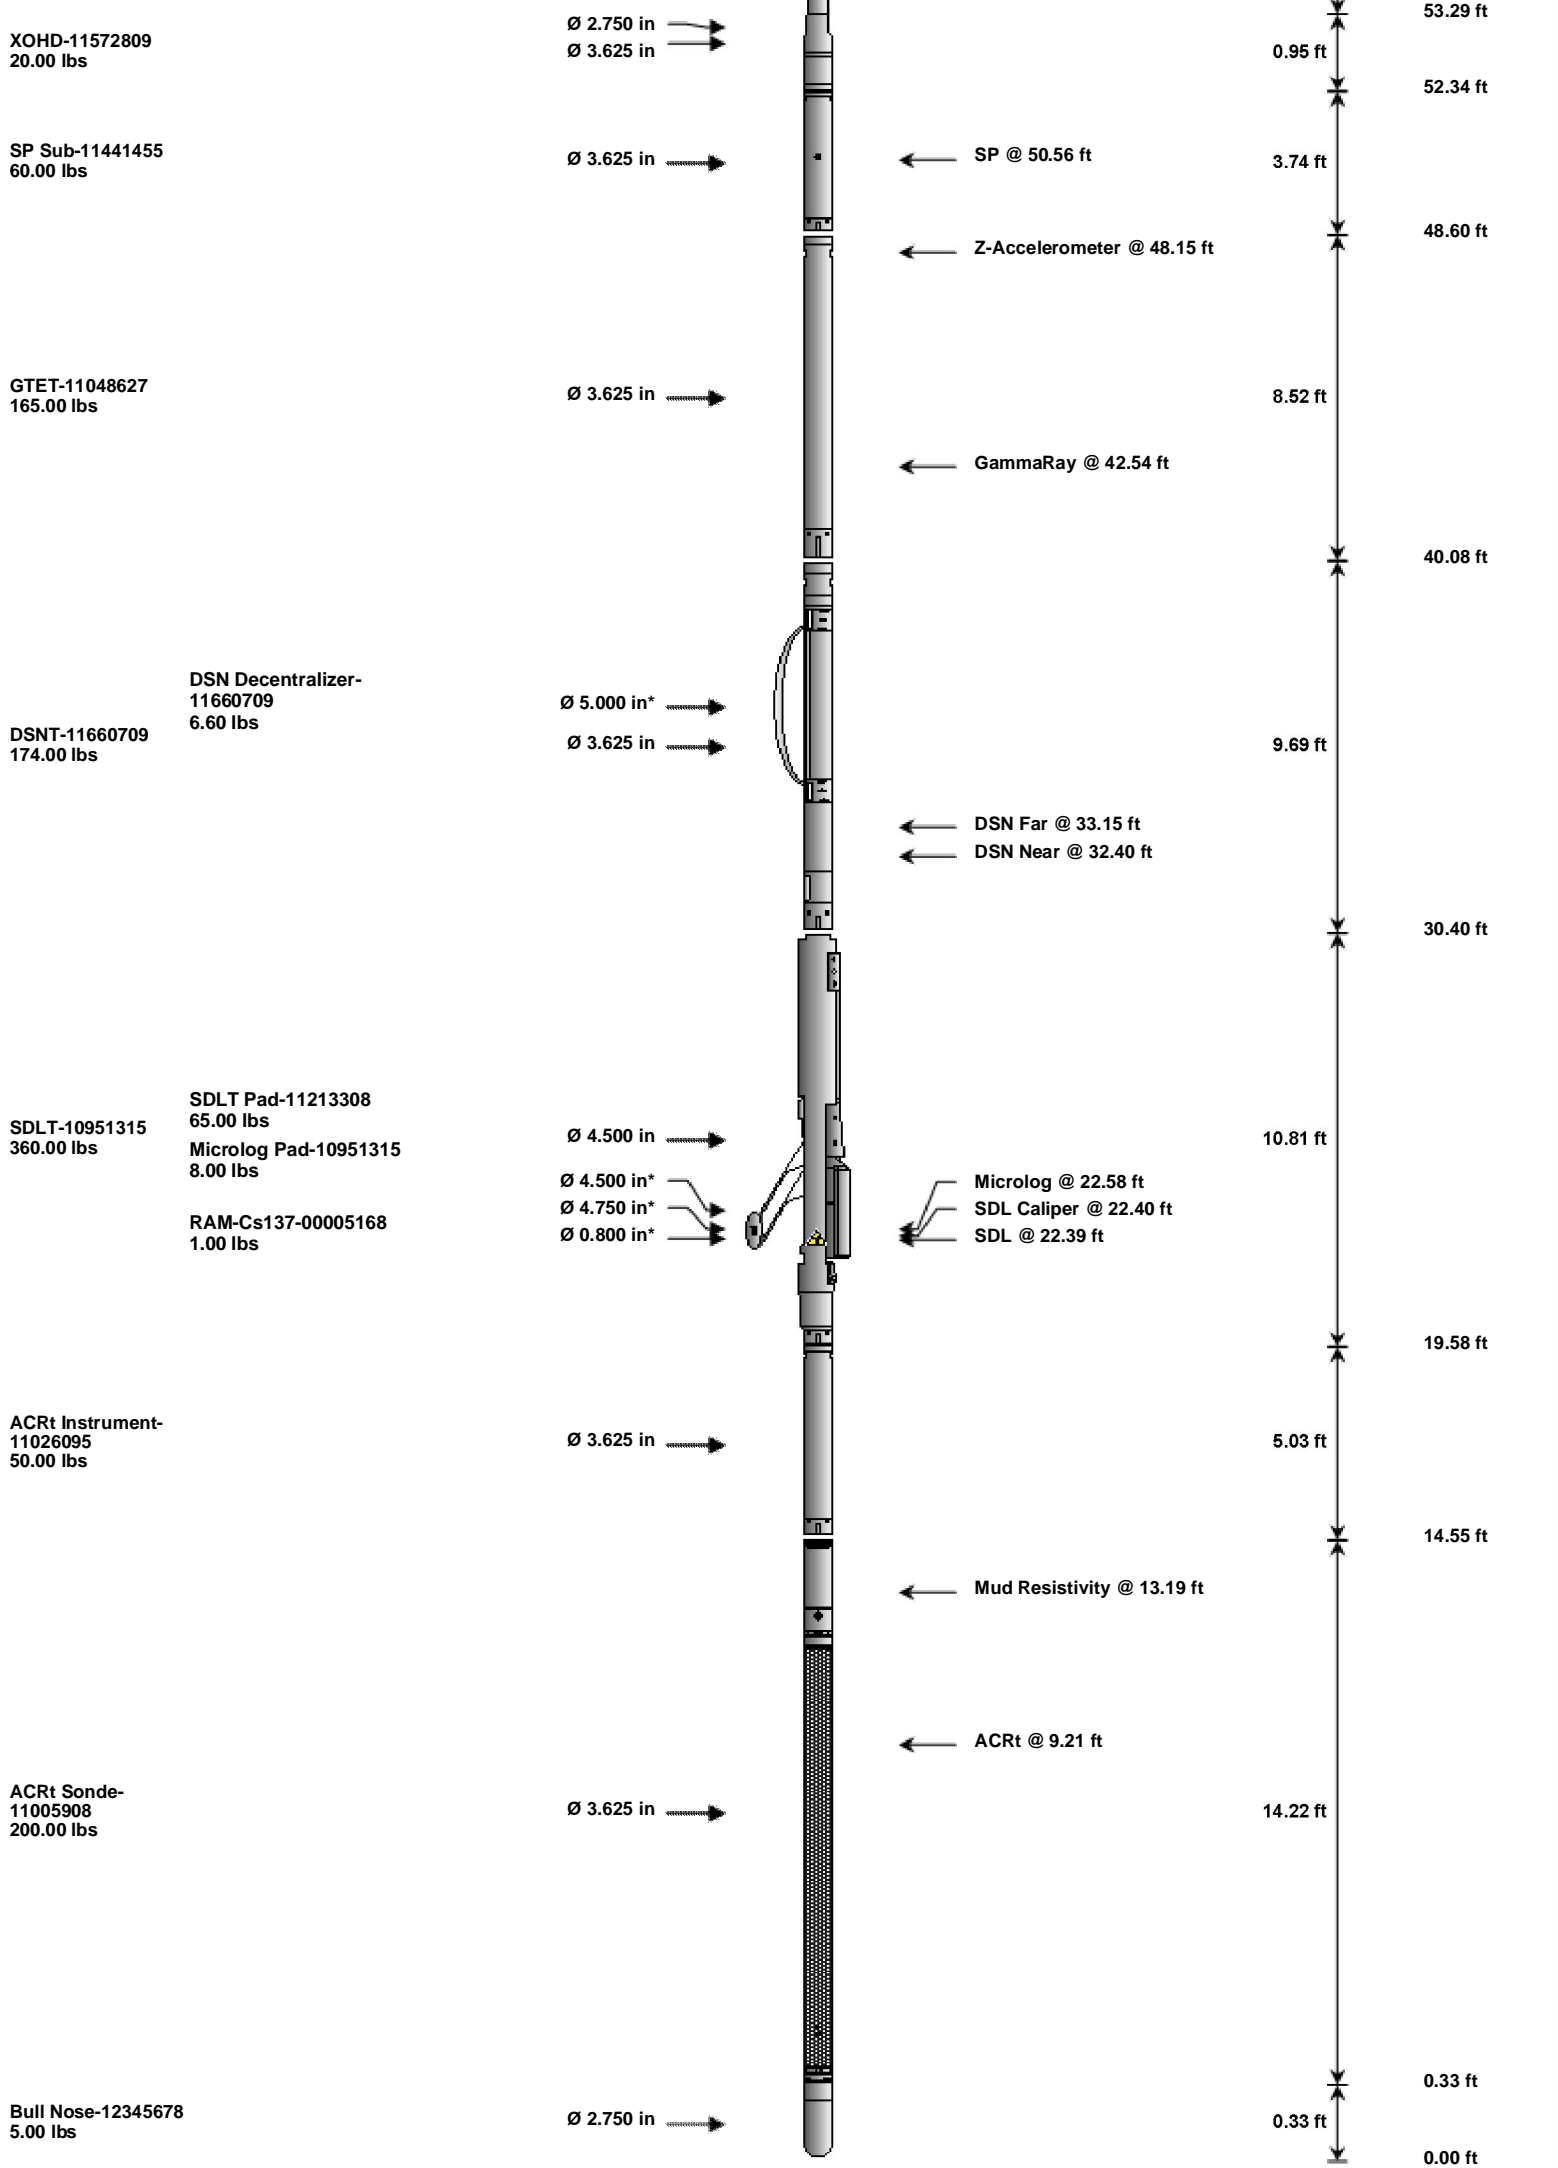 53.29 ft
Ø 2.750 in
XOHD-11572809
20.00 lbs
Ø 3.625 in
0.95 ft
52.34 ft
SP Sub-11441455
60.00 lbs
Ø 3.625 in
SP @ 50.56 ft
3.74 ft
48.60 ft
Z-Accelerometer @ 48.15 ft
GTET-11048627
165.00 lbs
Ø 3.625 in
8.52 ft
GammaRay @ 42.54 ft
40.08 ft
DSN Decentralizer-
11660709
6.60 lbs
Ø 5.000 in*
DSNT-11660709
174.00 lbs
Ø 3.625 in
9.69 ft
DSN Far @ 33.15 ft
DSN Near @ 32.40 ft
30.40 ft
SDLT Pad-11213308
65.00 lbs
SDLT-10951315
360.00 lbs
Microlog Pad-10951315
8.00 lbs
Ø 4.500 in
10.81 ft
Ø 4.500 in*
Microlog @ 22.58 ft
Ø 4.750 in*
SDL Caliper @ 22.40 ft
RAM-Cs137-00005168
1.00 lbs
Ø 0.800 in*
SDL @ 22.39 ft
19.58 ft
ACRt Instrument-
11026095
50.00 lbs
Ø 3.625 in
5.03 ft
14.55 ft
Mud Resistivity @ 13.19 ft
ACRt @ 9.21 ft
ACRt Sonde-
11005908
200.00 lbs
Ø 3.625 in
14.22 ft
0.33 ft
Bull Nose-12345678
5.00 lbs
Ø 2.750 in
0.33 ft
0.00 ft